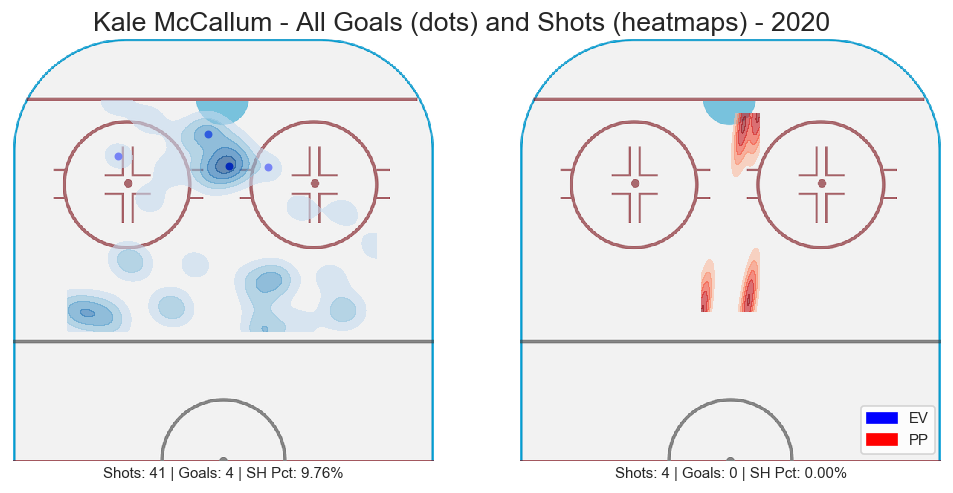 Kale McCallum - All Goals (dots) and Shots (heatmaps) - 2020
EV
PP
Shots: 41 | Goals: 4 | SH Pct: 9.76%
Shots: 4 | Goals: 0 | SH Pct: 0.00%